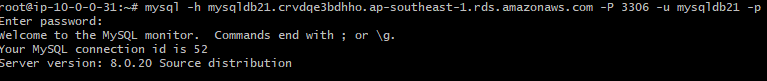 root@ip-10-0-0-31:~# mysql -h mysqldb21.crvdqe3bdhho.ap-southeast-1.rds.amazonaws.com -P 3306 -u mysqldb21 -p
Enter password:
Welcome to the MySQL monitor.  Commands end with ; or \g.
Your MySQL connection id is 52
Server version: 8.0.20 Source distribution